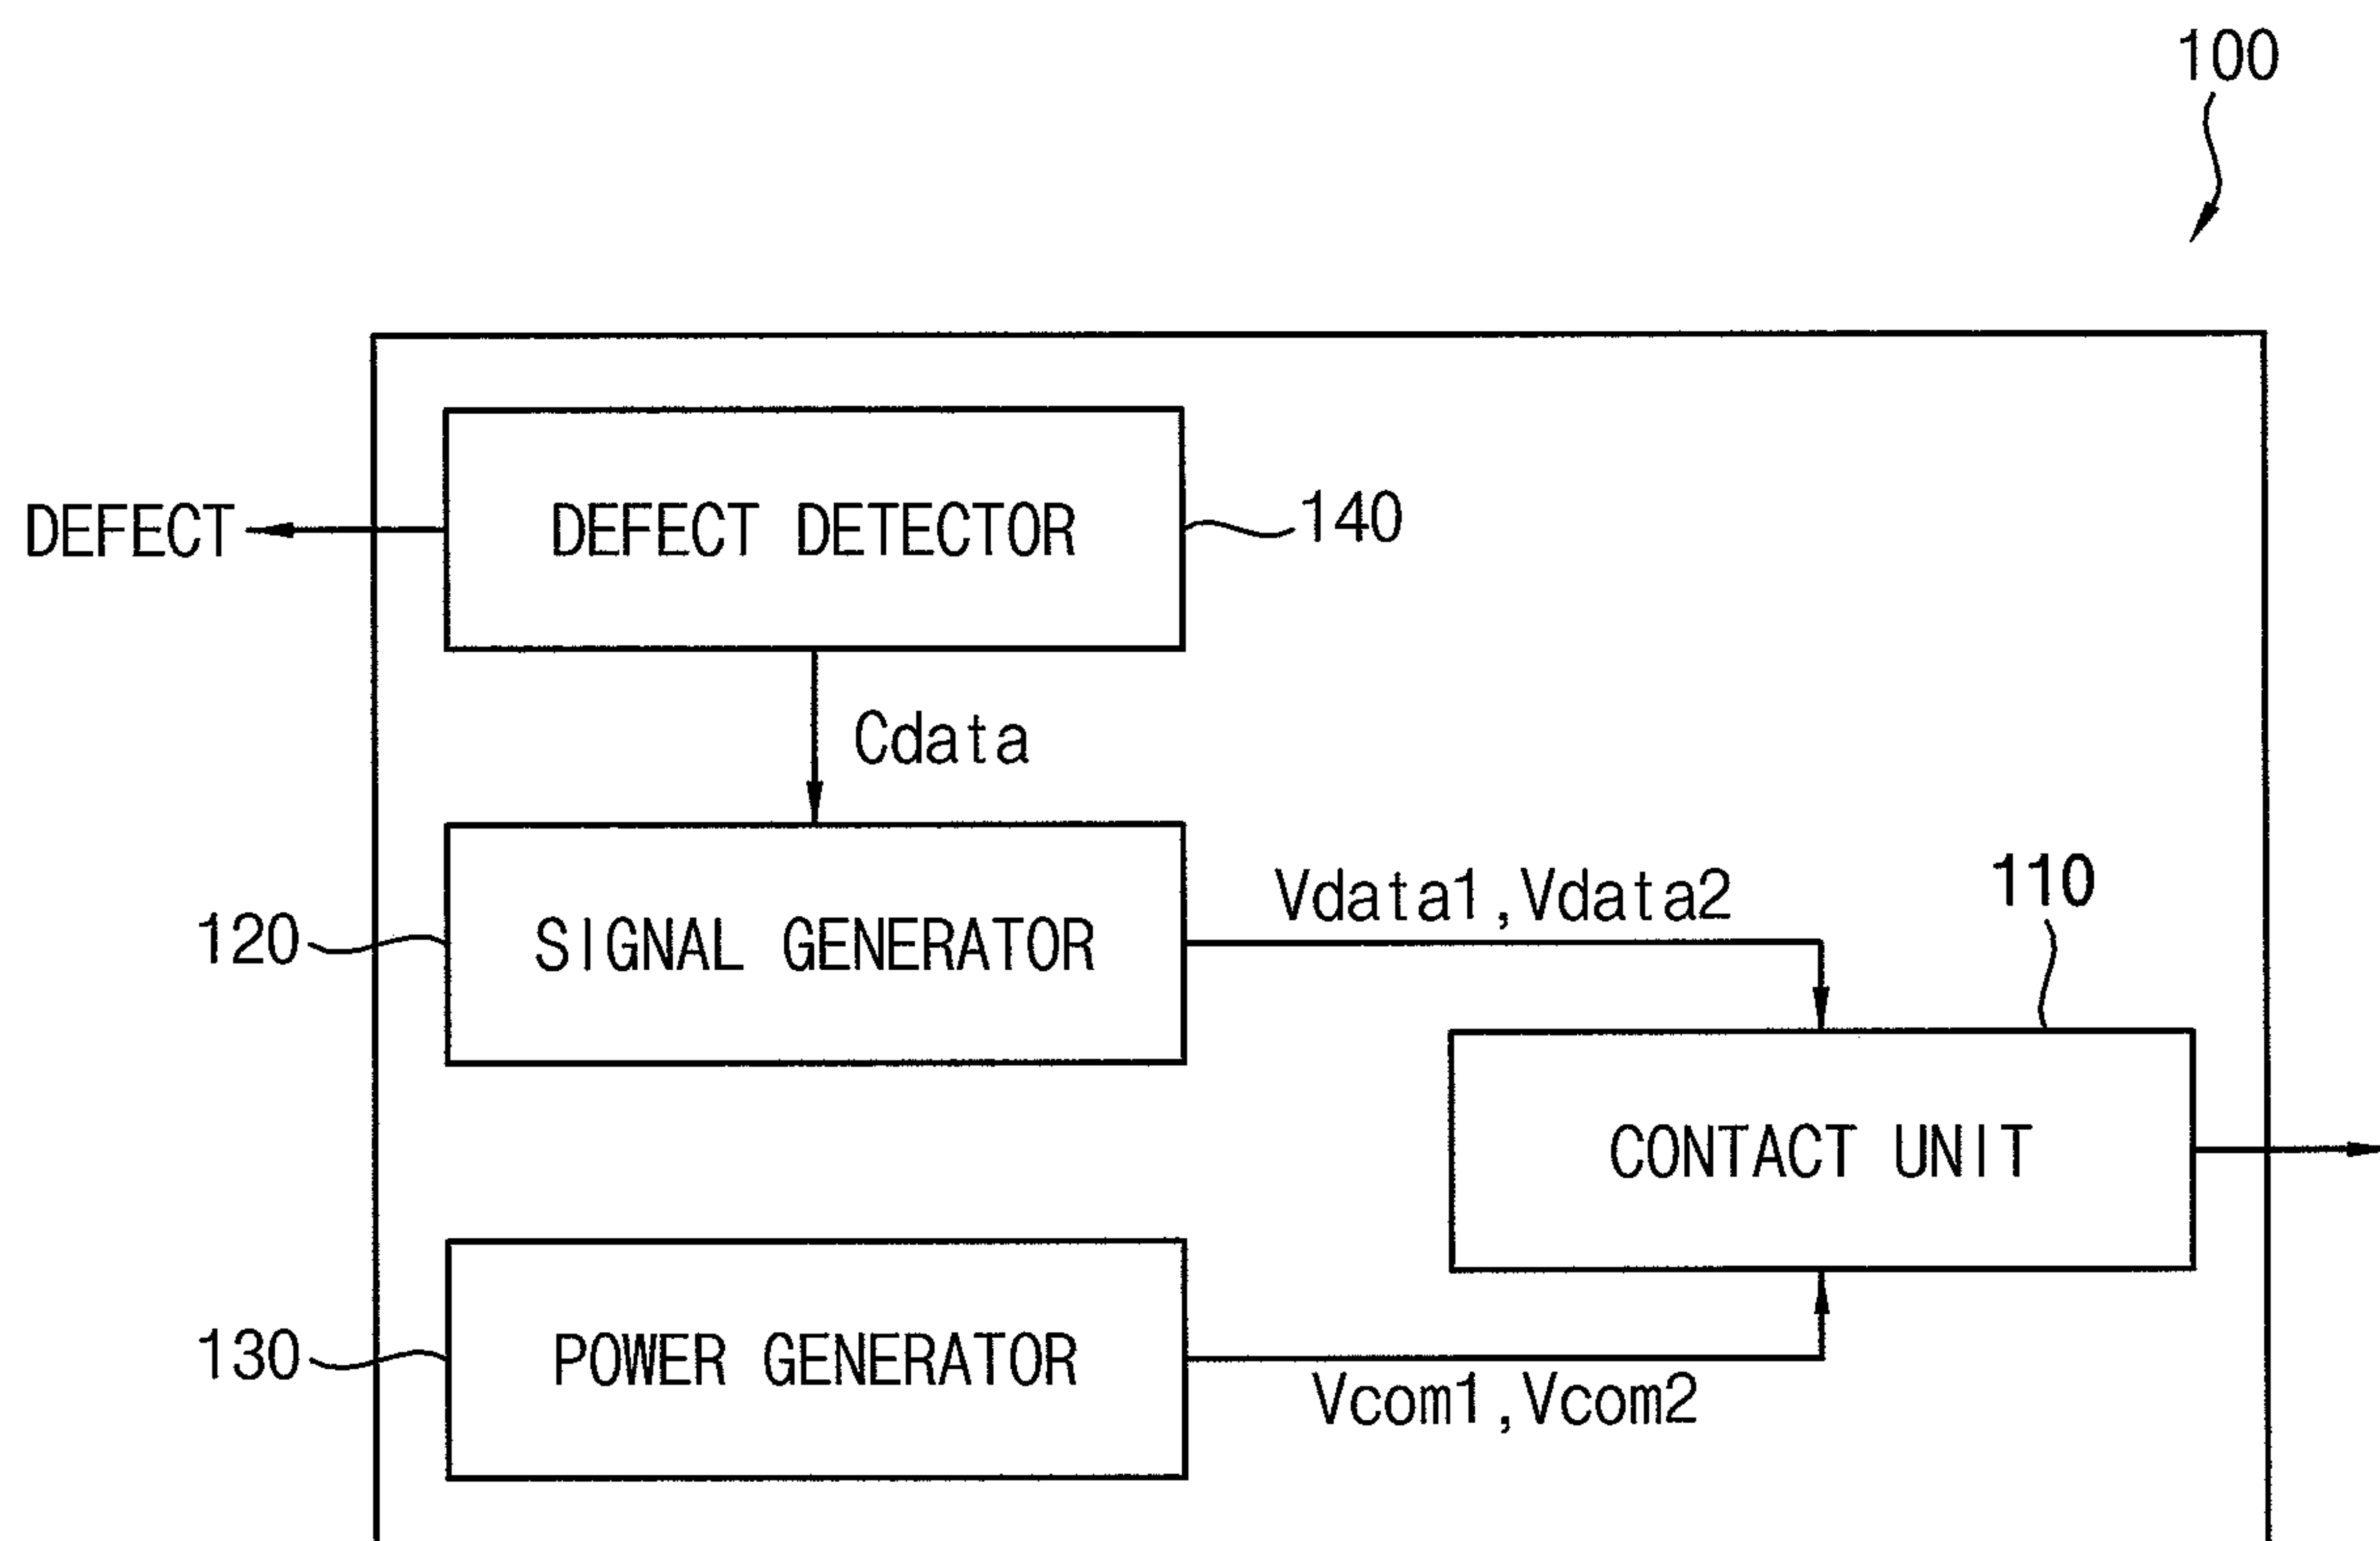 100
DEFECT
DEFECT DETECTOR
140
Cdata
120
SIGNAL GENERATOR
Vdata1,Vdata2
110
CONTACT UNIT
130
POWER GENERATOR
Vcom1,Vcom2